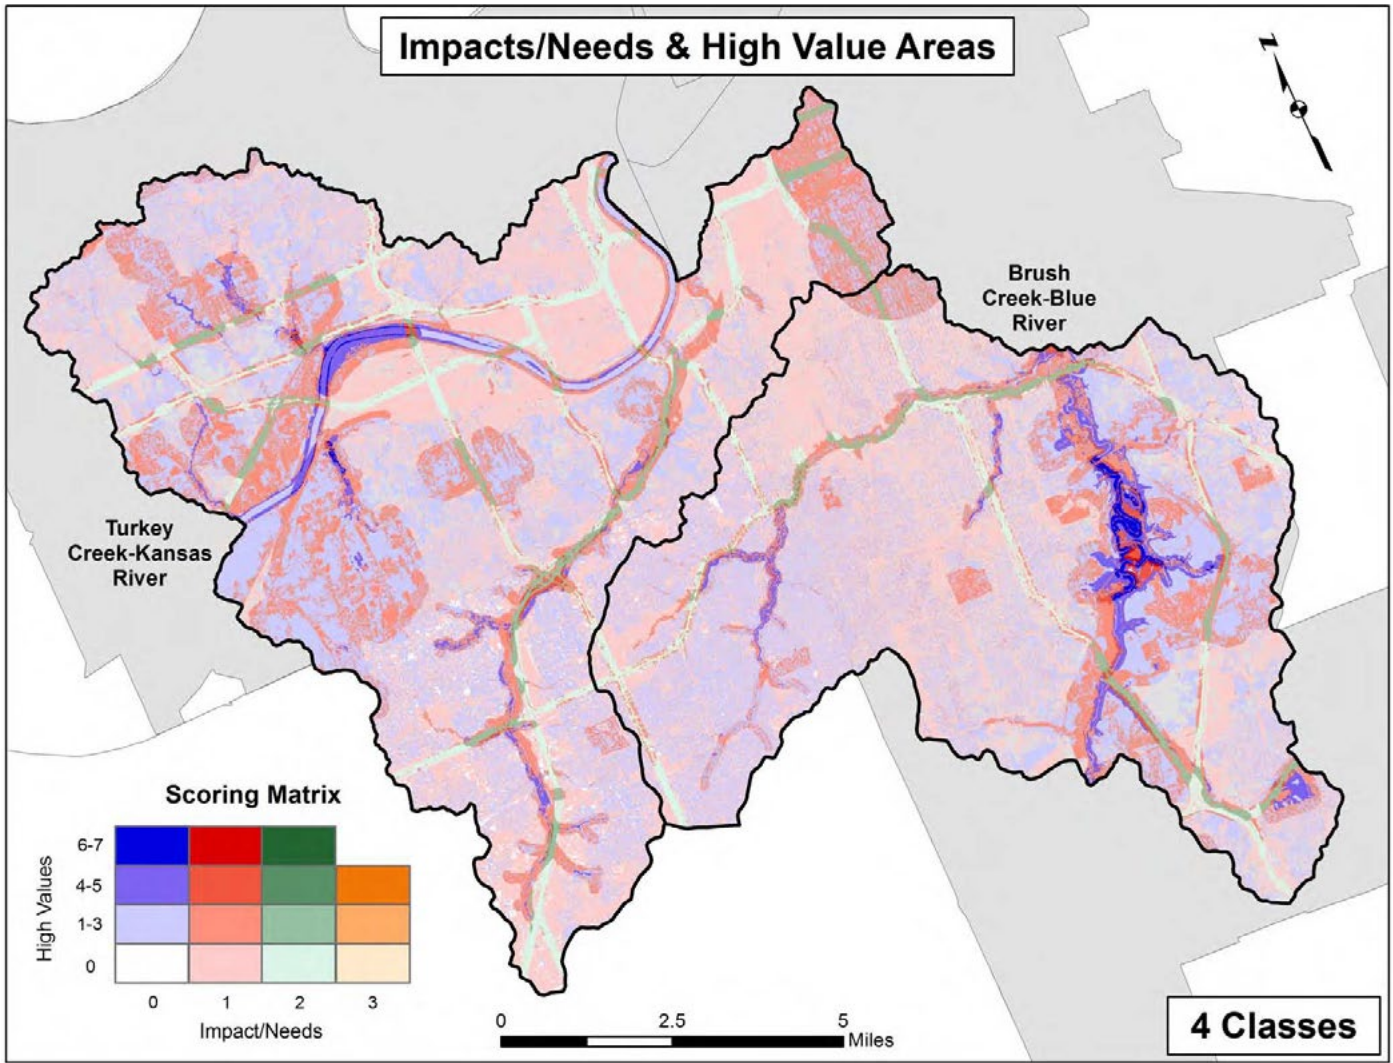 Impacts/Needs & High Value Areas
N
Brush
Creek-Blue
River
Turkey
Creek-Kansas
River
Scoring Matrix
High Values
6-7
4-5
1-3
0
0 1 2 3
Impact/Needs
0 2.5 5
Miles
4 Classes